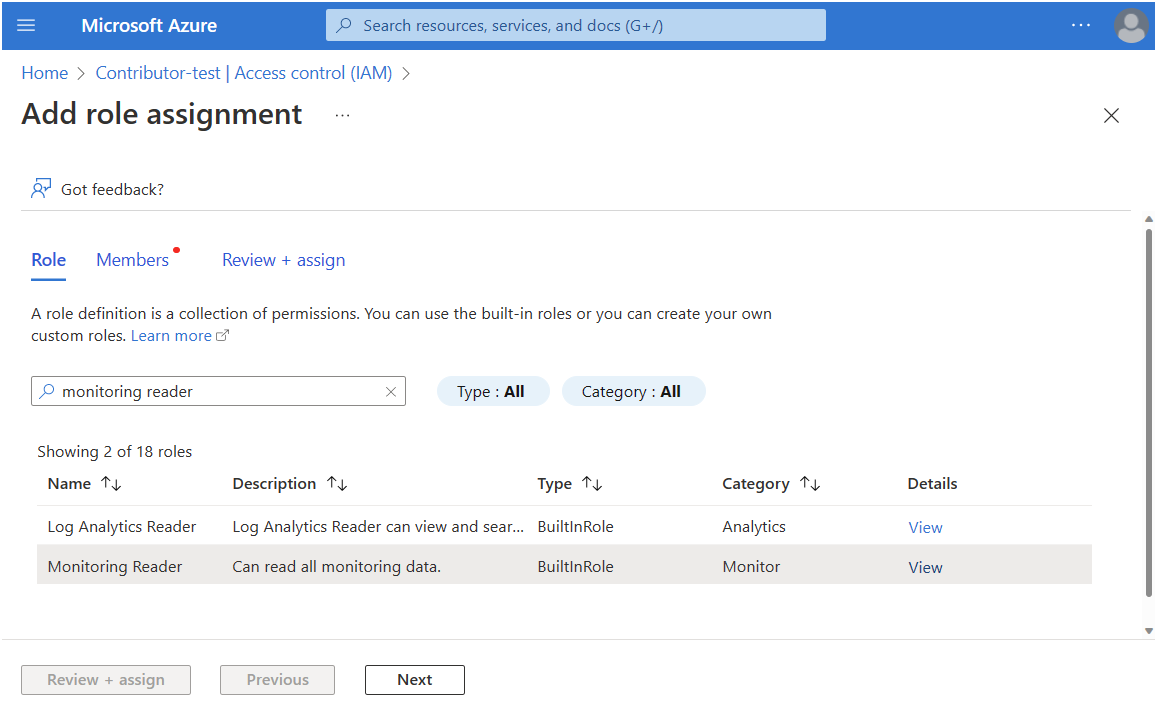 Microsoft Azure
Search resources, services, and docs (G+/)
Home > Contributor-test | Access control (IAM) >
Add role assignment ...
Got feedback?
Role Members Review + assign
A role definition is a collection of permissions. You can use the built-in roles or you can create your own
custom roles. Learn more
monitoring reader
Type : All
Category : All
Showing 2 of 18 roles
Name Description Type Category Details
Log Analytics Reader Log Analytics Reader can view and sear... BuiltInRole Analytics View
Monitoring Reader Can read all monitoring data. BuiltInRole Monitor View
Review + assign Previous Next